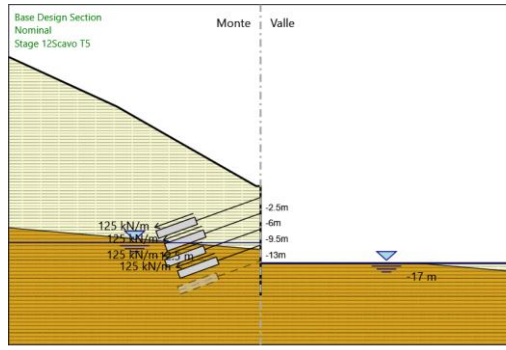 Base Design Section
Nominal
Stage 12Scavo T5
Monte
Valle
-2.5m
125 kN/m
-6m
125 kN/m
-9.5m
125 kN/m
-13m
125 kN/m
-17 m